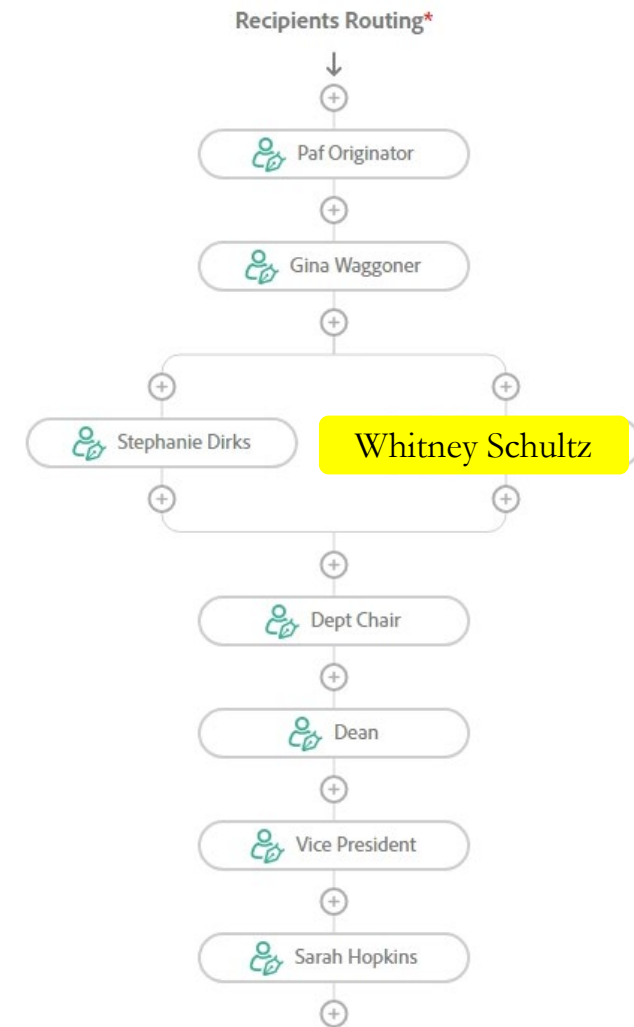 Recipients Routing*
Paf Originator
Gina Waggoner
Stephanie Dirks
Whitney Schultz
Dept Chair
Dean
Vice President
Sarah Hopkins